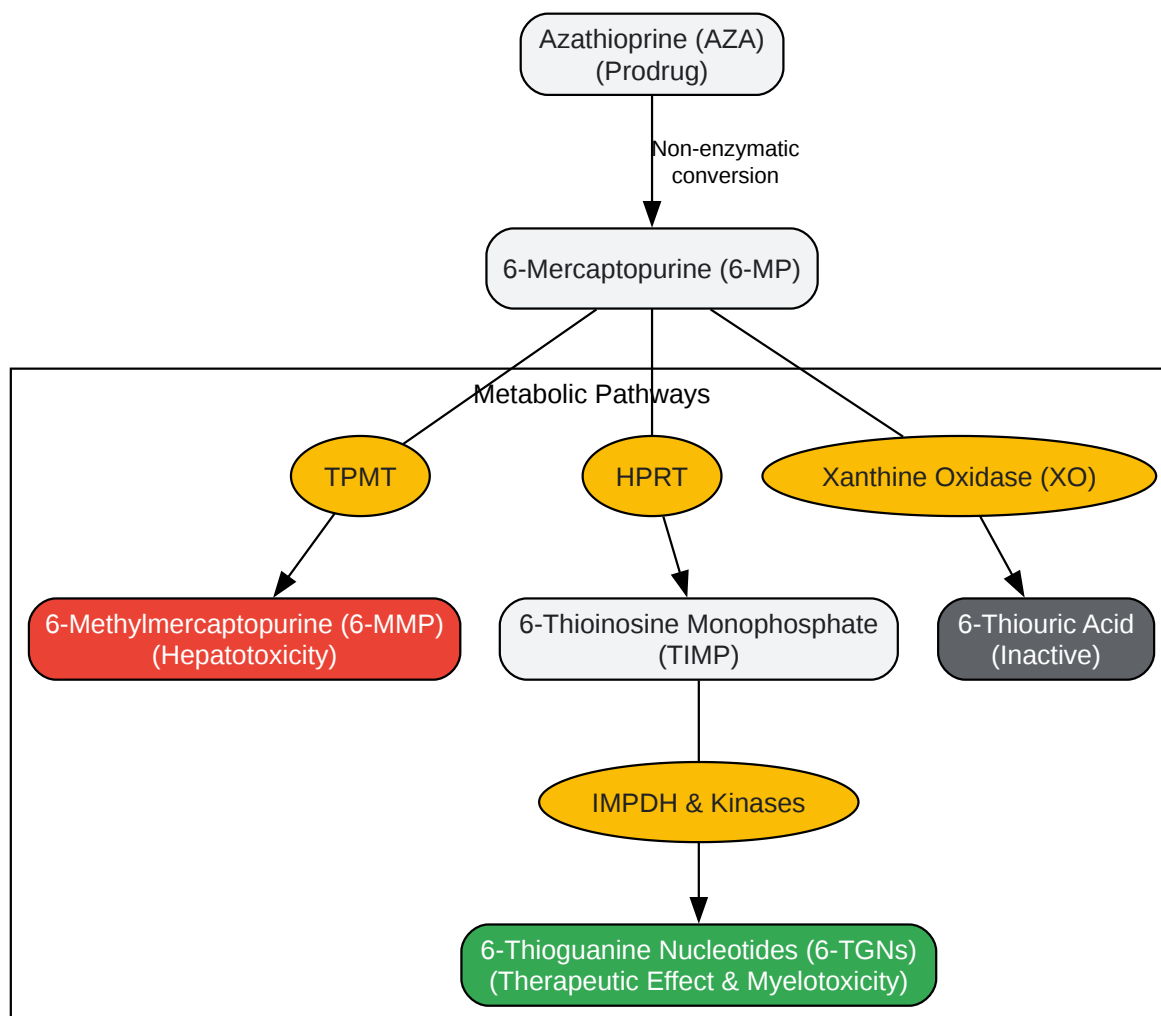 Azathioprine (AZA)
(Prodrug)
Non-enzymatic
conversion
6-Mercaptopurine (6-MP)
Metabolic Pathways
TPMT
HPRT
Xanthine Oxidase (XO)
6-Methylmercaptopurine (6-MMP)
(Hepatotoxicity)
6-Thioinosine Monophosphate
(TIMP)
6-Thiouric Acid
(Inactive)
IMPDH & Kinases
6-Thioguanine Nucleotides (6-TGNs)
(Therapeutic Effect & Myelotoxicity)